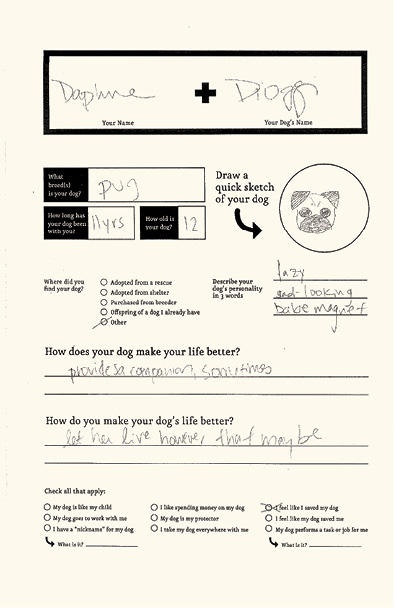 Daphne + Diogg
Your Name
Your Dog's Name
What breed(s) is your dog?
pug
How long has your dog been with you?
11yrs
How old is your dog?
12
Draw a
quick sketch
of your dog
Where did you
find your dog?
Adopted from a rescue
Adopted from shelter
Purchased from breeder
Offspring of a dog I already have
Other
Describe your
dog's personality
in 3 words
lazy
sad-looking
babe magnet
How does your dog make your life better?
provides a companion, sometimes
How do you make your dog's life better?
let her live however that may be
Check all that apply:
My dog is like my child
My dog goes to work with me
I have a "nickname" for my dog
What is it?
I like spending money on my dog
My dog is my protector
I take my dog everywhere with me
I feel like I saved my dog
I feel like my dog saved me
My dog performs a task or job for me
What is it?